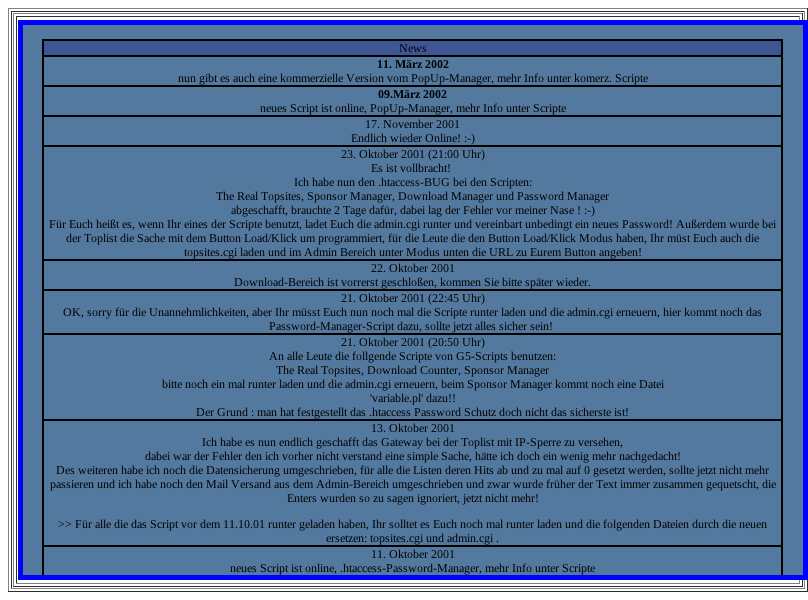 News
11. März 2002
nun gibt es auch eine kommerzielle Version vom PopUp-Manager, mehr Info unter komerz. Scripte
09.März 2002
neues Script ist online, PopUp-Manager, mehr Info unter Scripte
17. November 2001
Endlich wieder Online! :-)
23. Oktober 2001 (21:00 Uhr)
Es ist vollbracht!
Ich habe nun den .htaccess-BUG bei den Scripten:
The Real Topsites, Sponsor Manager, Download Manager und Password Manager
abgeschafft, brauchte 2 Tage dafür, dabei lag der Fehler vor meiner Nase ! :-)
Für Euch heißt es, wenn Ihr eines der Scripte benutzt, ladet Euch die admin.cgi runter und vereinbart unbedingt ein neues Password! Außerdem wurde bei
der Toplist die Sache mit dem Button Load/Klick um programmiert, für die Leute die den Button Load/Klick Modus haben, Ihr müst Euch auch die
topsites.cgi laden und im Admin Bereich unter Modus unten die URL zu Eurem Button angeben!
22. Oktober 2001
Download-Bereich ist vorrerst geschloßen, kommen Sie bitte später wieder.
21. Oktober 2001 (22:45 Uhr)
OK, sorry für die Unannehmlichkeiten, aber Ihr müsst Euch nun noch mal die Scripte runter laden und die admin.cgi erneuern, hier kommt noch das
Password-Manager-Script dazu, sollte jetzt alles sicher sein!
21. Oktober 2001 (20:50 Uhr)
An alle Leute die follgende Scripte von G5-Scripts benutzen:
The Real Topsites, Download Counter, Sponsor Manager
bitte noch ein mal runter laden und die admin.cgi erneuern, beim Sponsor Manager kommt noch eine Datei
'variable.pl' dazu!!
Der Grund : man hat festgestellt das .htaccess Password Schutz doch nicht das sicherste ist!
13. Oktober 2001
Ich habe es nun endlich geschafft das Gateway bei der Toplist mit IP-Sperre zu versehen,
dabei war der Fehler den ich vorher nicht verstand eine simple Sache, hätte ich doch ein wenig mehr nachgedacht!
Des weiteren habe ich noch die Datensicherung umgeschrieben, für alle die Listen deren Hits ab und zu mal auf 0 gesetzt werden, sollte jetzt nicht mehr
passieren und ich habe noch den Mail Versand aus dem Admin-Bereich umgeschrieben und zwar wurde früher der Text immer zusammen gequetscht, die
Enters wurden so zu sagen ignoriert, jetzt nicht mehr!
>> Für alle die das Script vor dem 11.10.01 runter geladen haben, Ihr solltet es Euch noch mal runter laden und die folgenden Dateien durch die neuen
ersetzen: topsites.cgi und admin.cgi .
11. Oktober 2001
neues Script ist online, .htaccess-Password-Manager, mehr Info unter Scripte